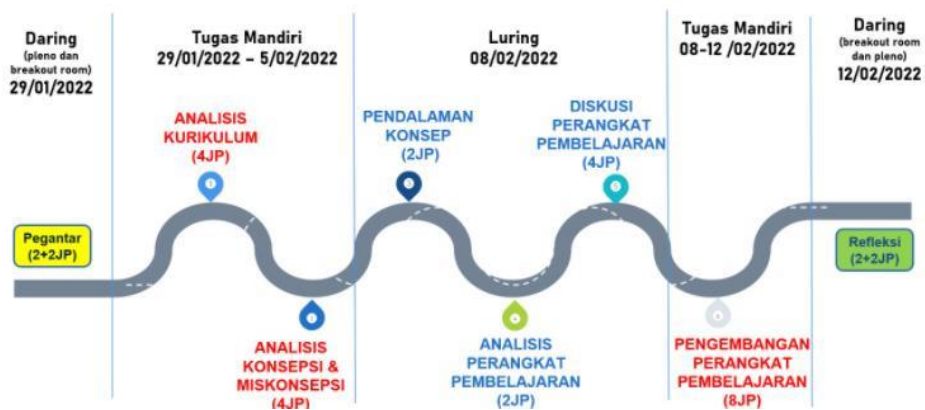 Daring
(pleno dan
breakout room)
29/01/2022
Tugas Mandiri
29/01/2022 – 5/02/2022
Luring
08/02/2022
Tugas Mandiri
08-12 /02/2022
Daring
(breakout room
dan pleno)
12/02/2022
ANALISIS
KURIKULUM
(4JP)
PENDALAMAN
KONSEP
(2JP)
DISKUSI
PERANGKAT
PEMBELAJARAN
(4JP)
Pegantar
(2+2JP)
Refleksi
(2+2JP)
ANALISIS
KONSEPSI &
MISKONSEPSI
(4JP)
ANALISIS
PERANGKAT
PEMBELAJARAN
(2JP)
PENGEMBANGAN
PERANGKAT
PEMBELAJARAN
(8JP)